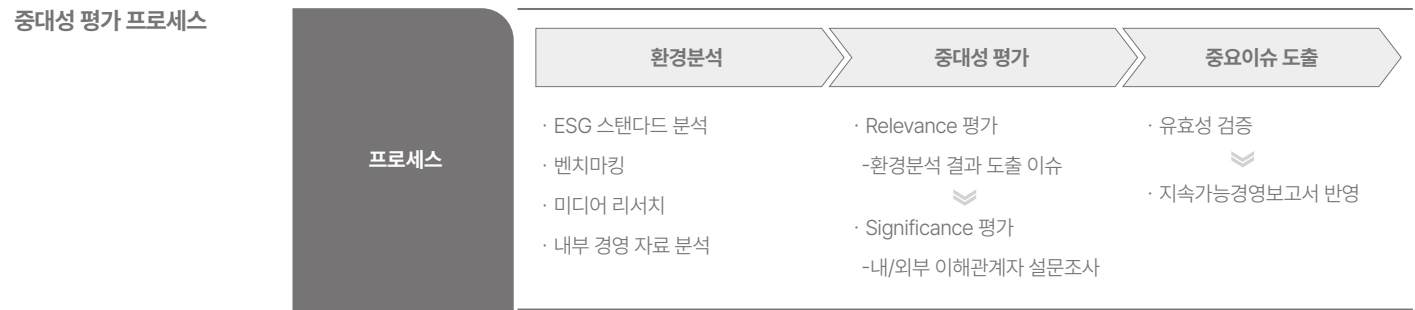 중대성 평가 프로세스
프로세스
환경분석
· ESG 스탠다드 분석
· 벤치마킹
· 미디어 리서치
· 내부 경영 자료 분석
중대성 평가
· Relevance 평가
-환경분석 결과 도출 이슈
· Significance 평가
-내/외부 이해관계자 설문조사
중요이슈 도출
· 유효성 검증
· 지속가능경영보고서 반영